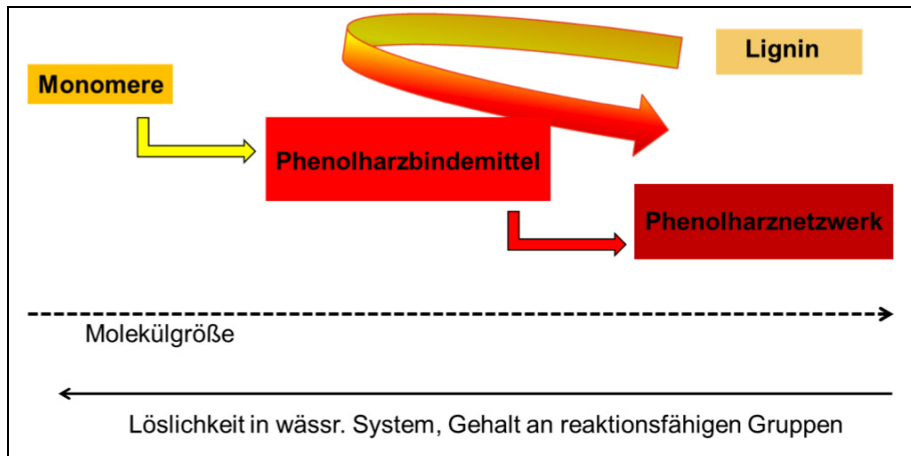 Lignin
Monomere
Phenolharzbindemittel
Phenolharznetzwerk
Molekülgröße
Löslichkeit in wässr. System, Gehalt an reaktionsfähigen Gruppen